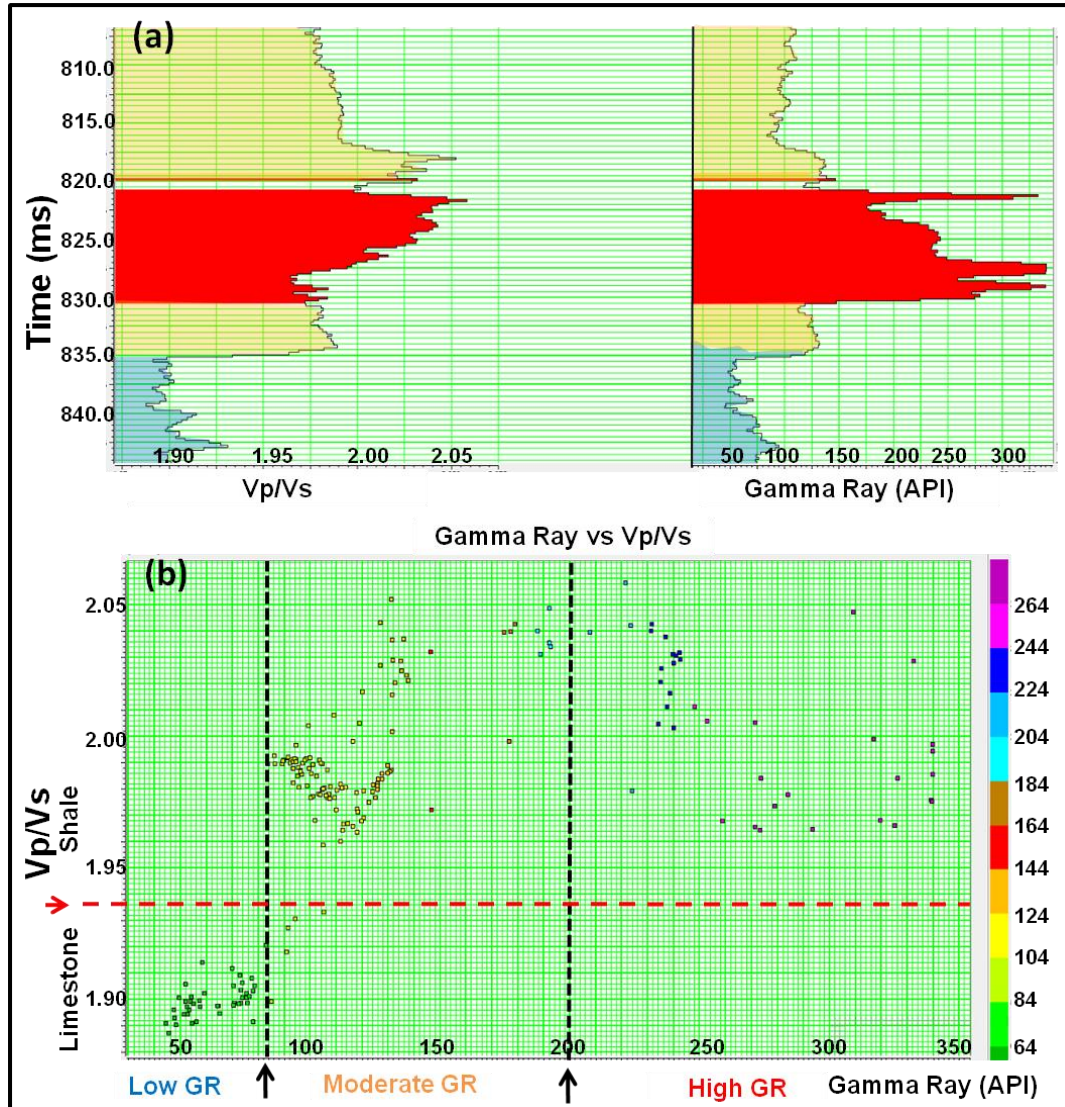 (a)
810.0
815.0
820.0
825.0
830.0
835.0
840.0
Time (ms)
1.90 1.95 2.00 2.05
Vp/Vs
50 100 150 200 250 300
Gamma Ray (API)
Gamma Ray vs Vp/Vs
(b)
2.05
2.00
1.95
1.90
Vp/Vs
Shale
Limestone
264
244
224
204
184
164
144
124
104
84
64
50 100 150 200 250 300 350
Low GR Moderate GR High GR Gamma Ray (API)